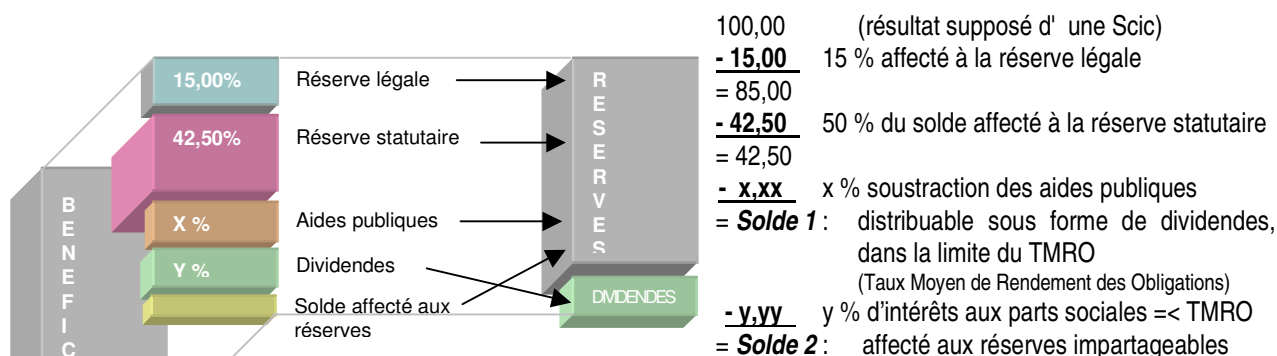 BENEFIC
15,00%
42,50%
X %
Y %
Réserve légale
Réserve statutaire
Aides publiques
Dividendes
Solde affecté aux
réserves
RESERVES
DIVIDENDES
100,00 (résultat supposé d' une Scic)
- 15,00 15 % affecté à la réserve légale
= 85,00
- 42,50 50 % du solde affecté à la réserve statutaire
= 42,50
- x,xx x % soustraction des aides publiques
= Solde 1 : distribuable sous forme de dividendes,
dans la limite du TMRO
(Taux Moyen de Rendement des Obligations)
- y,yy y % d’intérêts aux parts sociales =< TMRO
= Solde 2 : affecté aux réserves impartageables